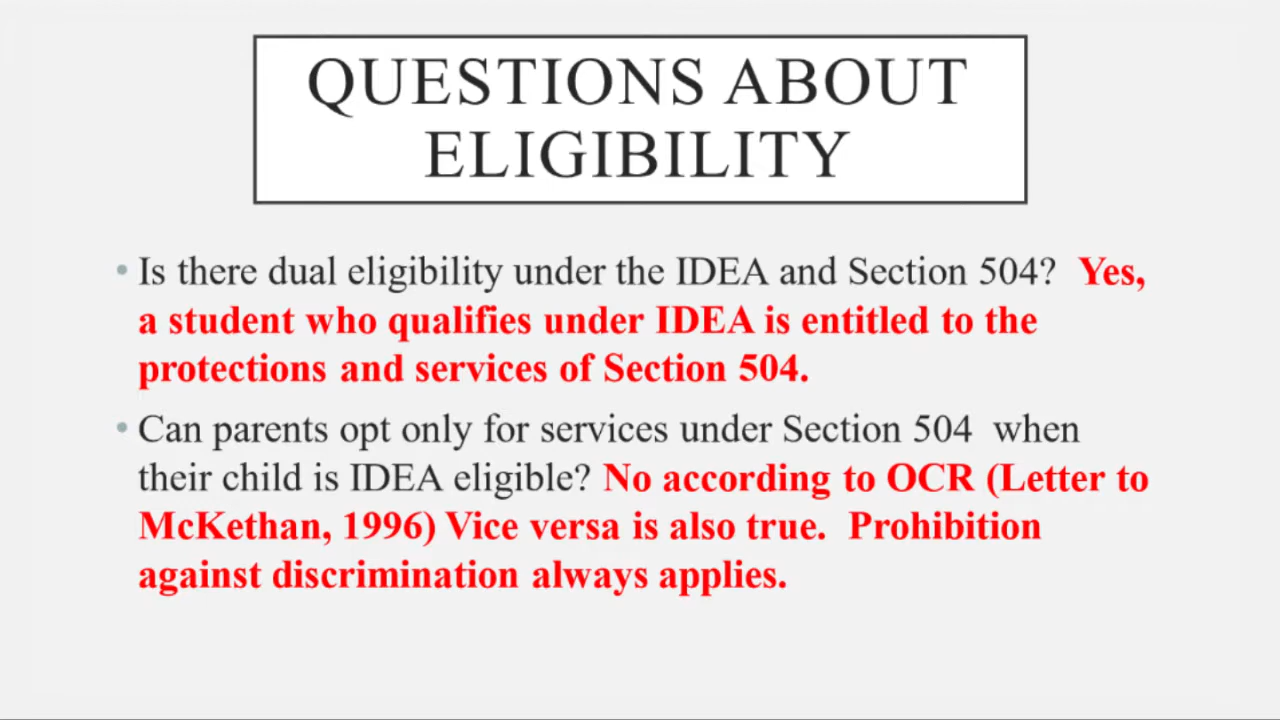 QUESTIONS ABOUT
ELIGIBILITY
• Is there dual eligibility under the IDEA and Section 504? Yes,
a student who qualifies under IDEA is entitled to the
protections and services of Section 504.
• Can parents opt only for services under Section 504 when
their child is IDEA eligible? No according to OCR (Letter to
McKethan, 1996) Vice versa is also true. Prohibition
against discrimination always applies.